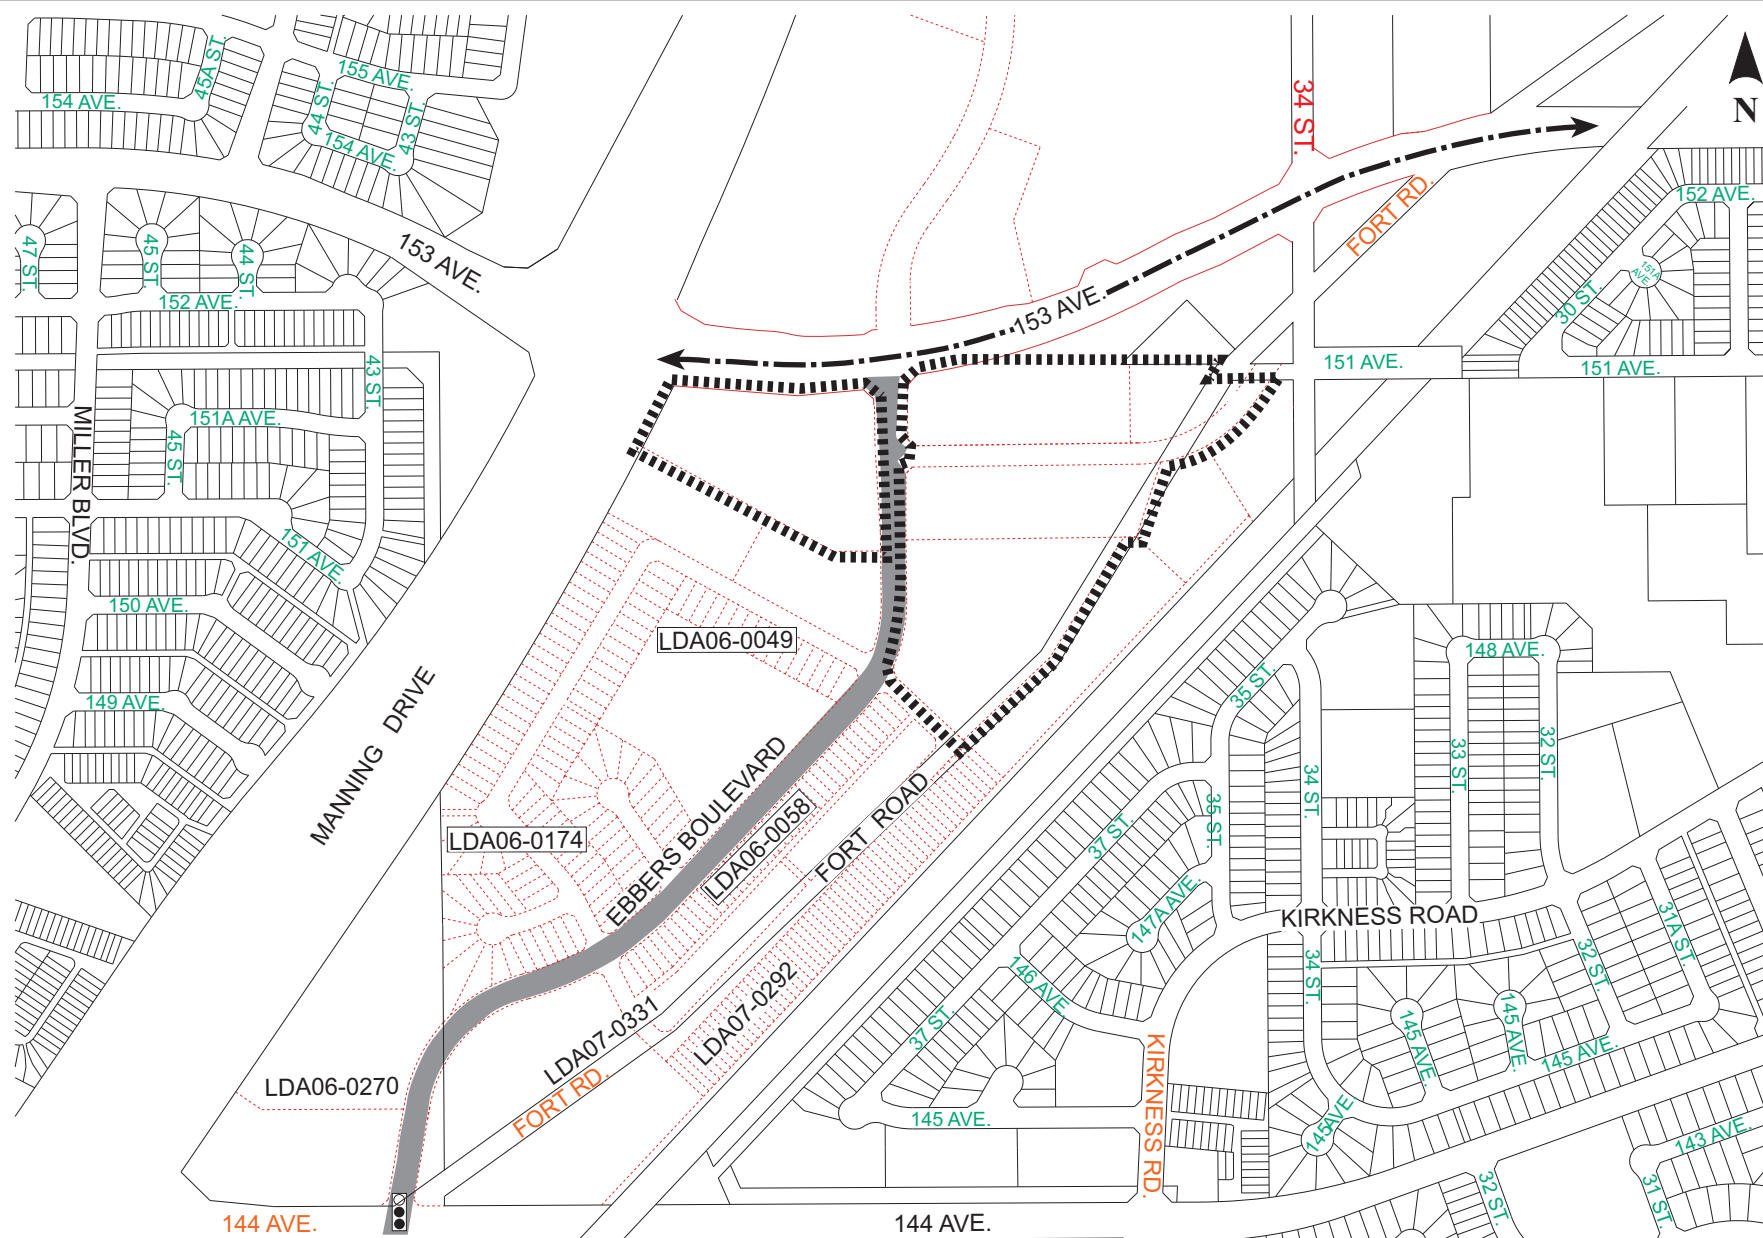 45A ST.
155 AVE.
154 AVE.
44 ST.
43 ST.
154 AVE.
34 ST.
N
FORT RD.
152 AVE.
47 ST.
45 ST.
44 ST.
153 AVE.
152 AVE.
151A
AVE
30 ST.
153 AVE.
151 AVE.
151 AVE.
43 ST.
MILLER BLVD.
151A AVE.
45 ST.
151 AVE.
150 AVE.
149 AVE.
MANNING DRIVE
LDA06-0049
148 AVE.
35 ST.
33 ST.
32 ST.
34 ST.
35 ST.
37 ST.
EBBERS BOULEVARD
LDA06-0058
FORT ROAD
LDA06-0174
KIRKNESS ROAD
147A AVE.
31A ST.
32 ST.
34 ST.
146 AVE.
37 ST.
LDA07-0292
LDA07-0331
FORT RD.
LDA06-0270
145 AVE.
145 AVE.
145 AVE.
KIRKNESS RD.
145 AVE.
145AVE
143 AVE.
32 ST.
31 ST.
144 AVE.
144 AVE.